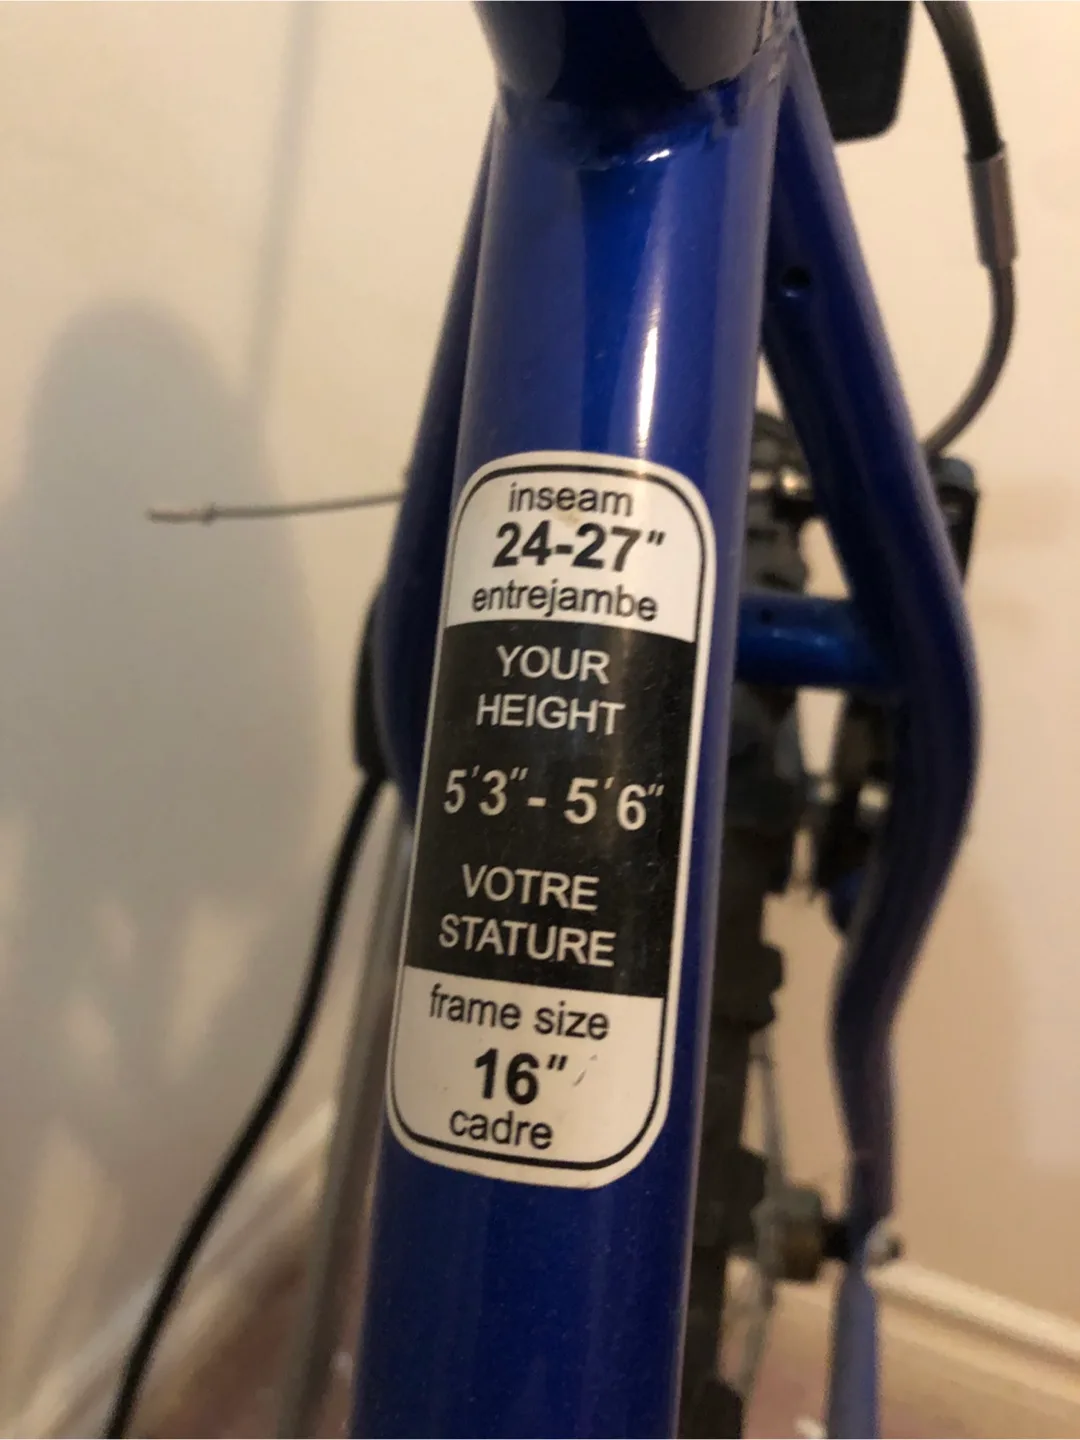 inseam
24-27"
entrejambe
YOUR
HEIGHT
5'3"- 5'6"
VOTRE
STATURE
frame size
16"
cadre